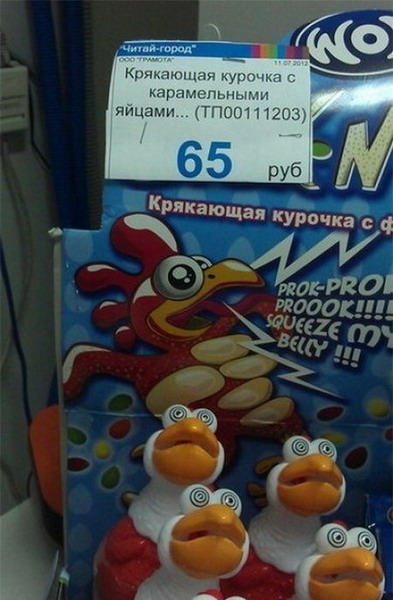 "Читай-город"
ООО "ГРАМОТА"
11.07.2012
Крякающая курочка с
карамельными
яйцами... (ТП00111203)
65 руб
WO
N
Крякающая курочка с ф
PROK-PRO
PROOOK!!!!
SQUEEZE MY
BELLY !!!